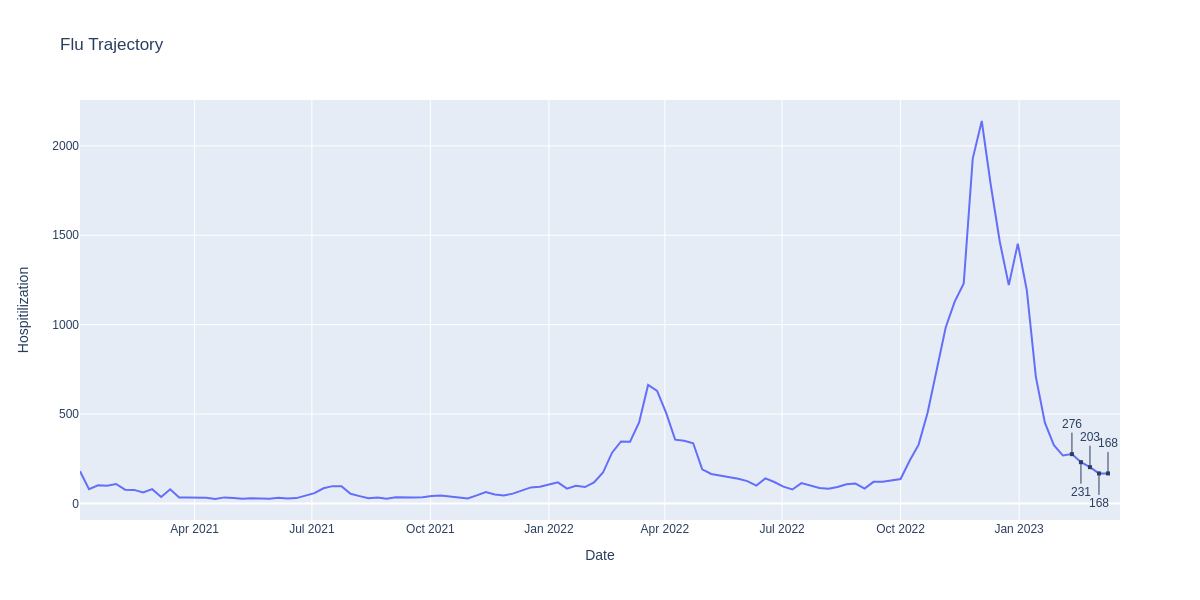 Flu Trajectory
2000
1500
1000
500
0
Hospitilization
276
203
168
231
168
Apr 2021
Jul 2021
Oct 2021
Jan 2022
Apr 2022
Jul 2022
Oct 2022
Jan 2023
Date